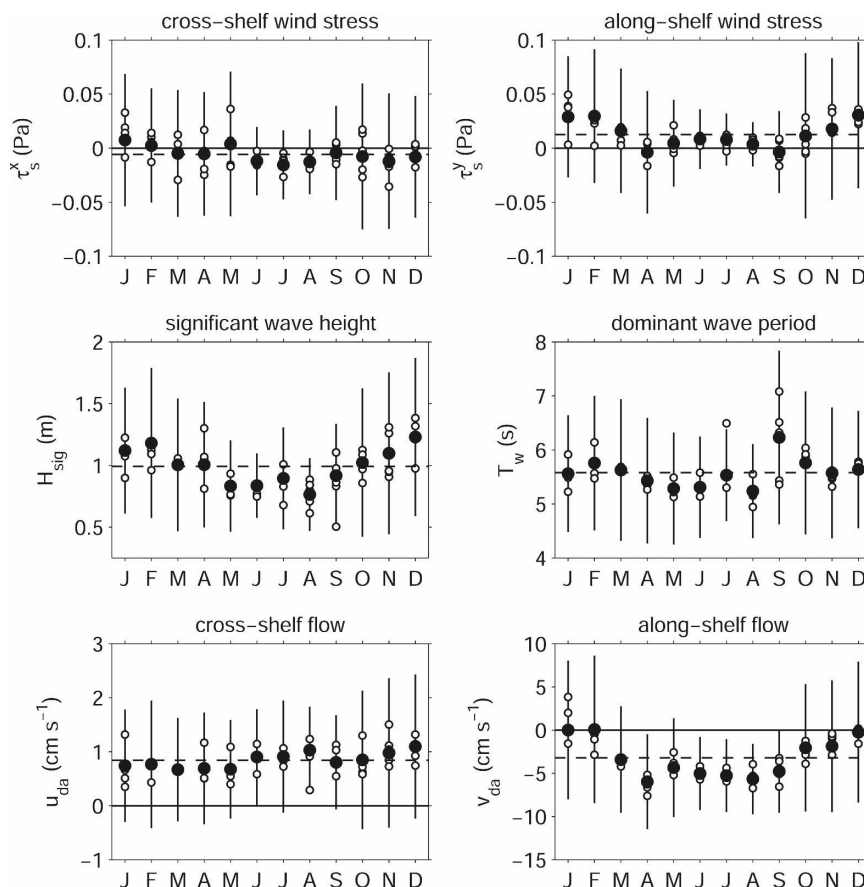 cross−shelf wind stress
τₛˣ (Pa)
0.1
0.05
0
−0.05
−0.1
J F M A M J J A S O N D
along−shelf wind stress
τₛʸ (Pa)
0.1
0.05
0
−0.05
−0.1
J F M A M J J A S O N D
significant wave height
H_sig (m)
2
1.5
1
0.5
J F M A M J J A S O N D
dominant wave period
T_w (s)
8
7
6
5
4
J F M A M J J A S O N D
cross−shelf flow
u_da (cm s⁻¹)
3
2
1
0
−1
J F M A M J J A S O N D
along−shelf flow
v_da (cm s⁻¹)
10
5
0
−5
−10
−15
J F M A M J J A S O N D